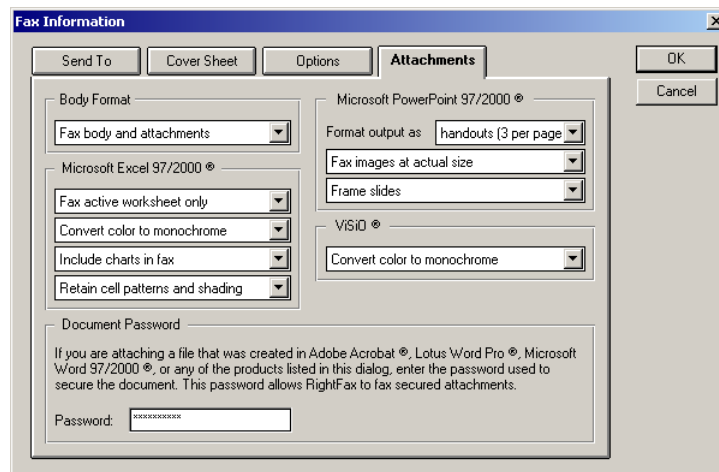 Fax Information
Send To
Cover Sheet
Options
Attachments
OK
Cancel
Body Format
Fax body and attachments
Microsoft Excel 97/2000 ®
Fax active worksheet only
Convert color to monochrome
Include charts in fax
Retain cell patterns and shading
Microsoft PowerPoint 97/2000 ®
Format output as handouts (3 per page
Fax images at actual size
Frame slides
ViSiO ®
Convert color to monochrome
Document Password
If you are attaching a file that was created in Adobe Acrobat ®, Lotus Word Pro ®, Microsoft
Word 97/2000 ®, or any of the products listed in this dialog, enter the password used to
secure the document. This password allows RightFax to fax secured attachments.
Password: **********